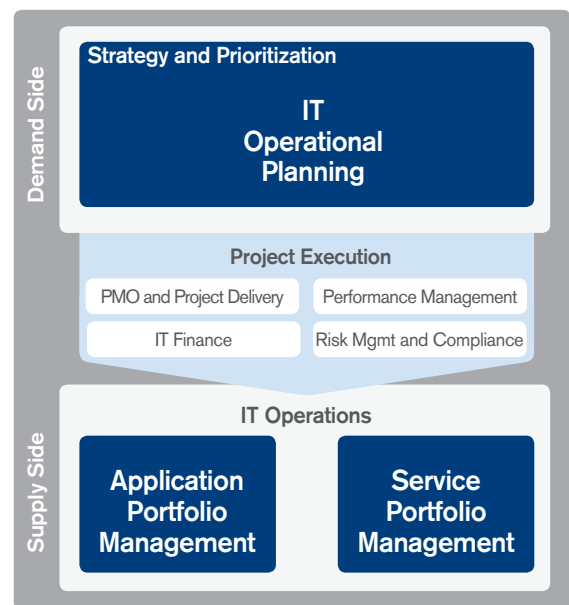 Demand Side
Strategy and Prioritization
IT
Operational
Planning
Project Execution
PMO and Project Delivery
Performance Management
IT Finance
Risk Mgmt and Compliance
Supply Side
IT Operations
Application
Portfolio
Management
Service
Portfolio
Management